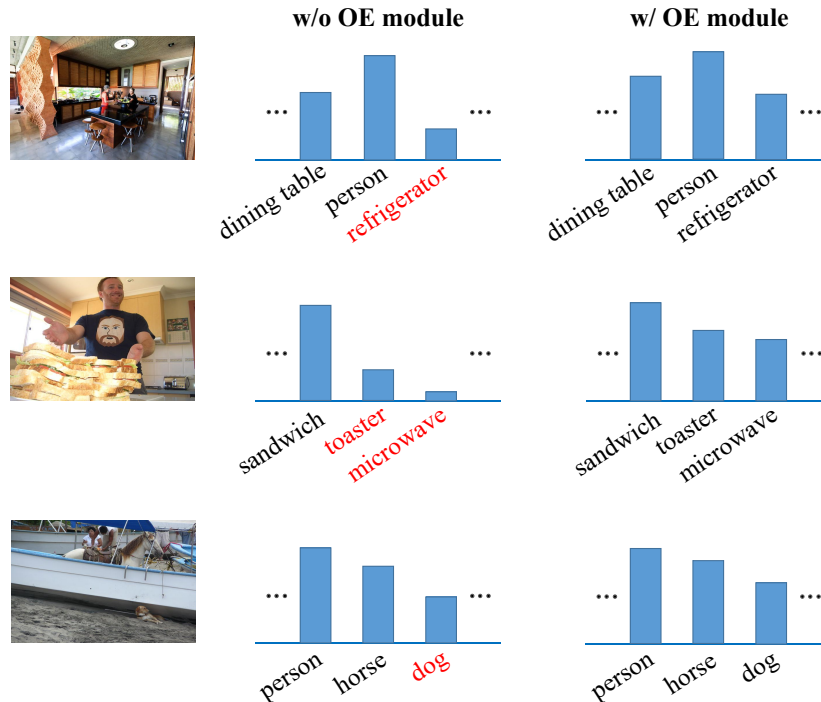 w/o OE module
w/ OE module
...
...
...
...
dining table
person
refrigerator
dining table
person
refrigerator
...
...
...
...
sandwich
toaster
microwave
sandwich
toaster
microwave
...
...
...
...
person
horse
dog
person
horse
dog